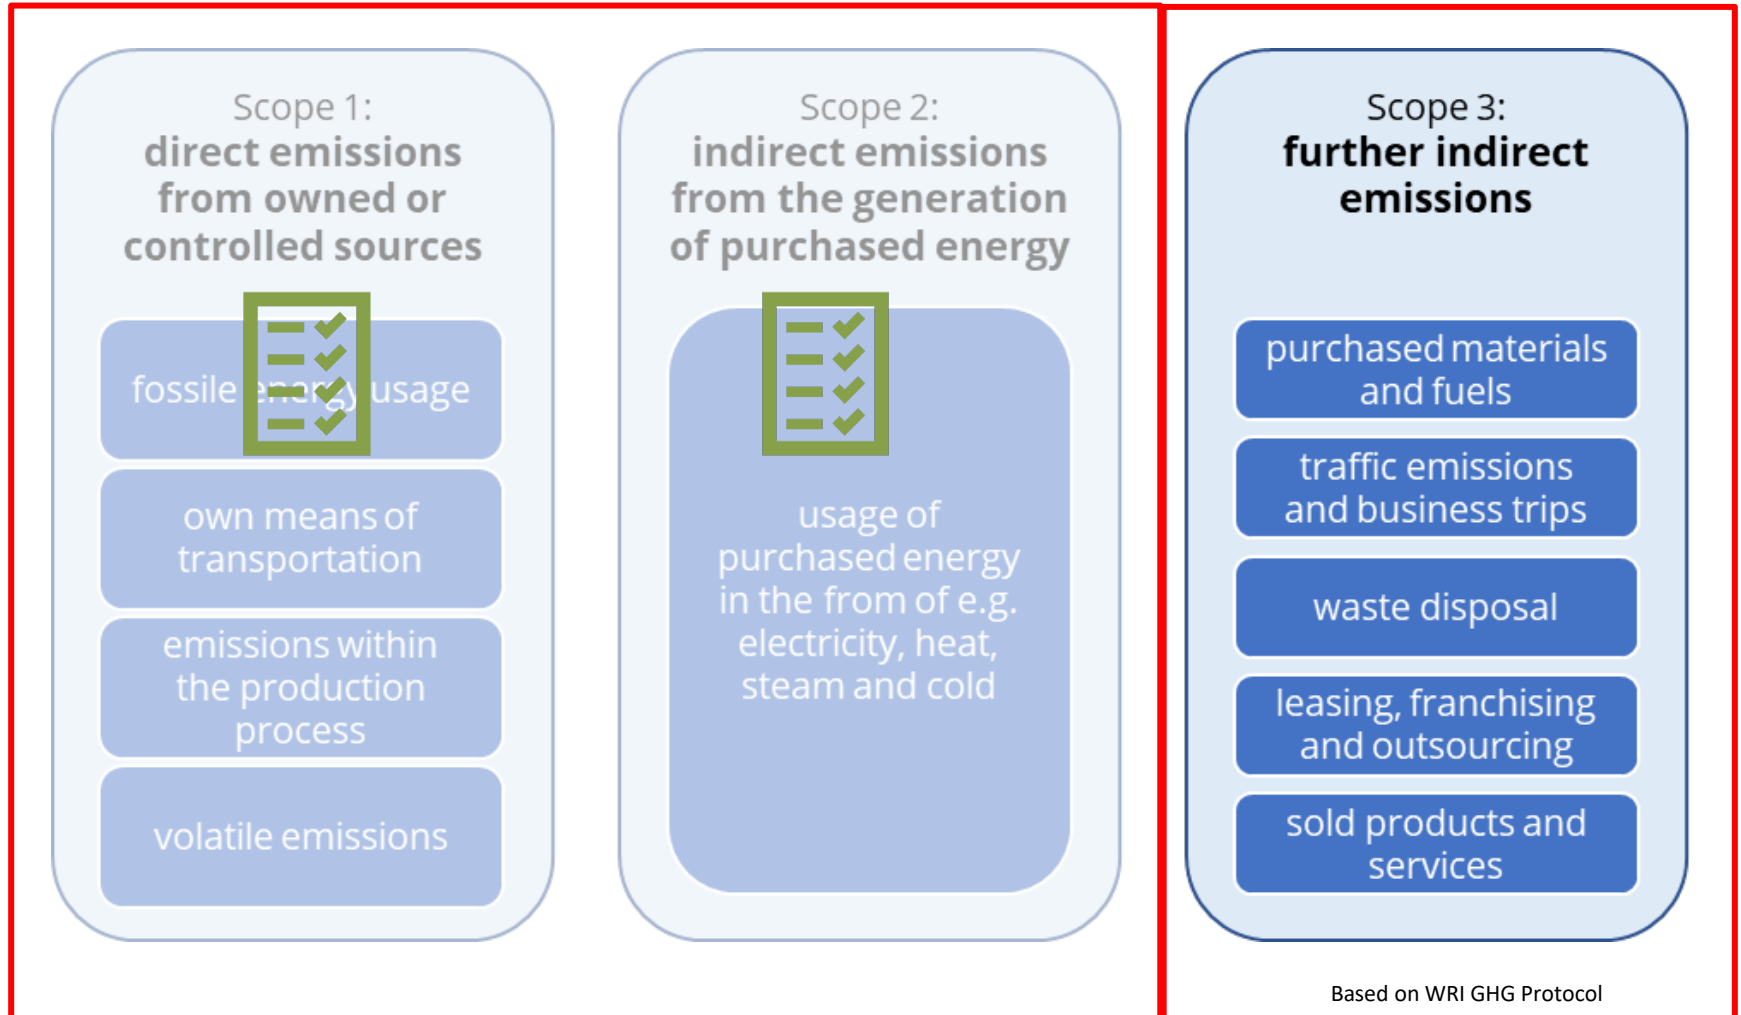 Scope 1:
direct emissions
from owned or
controlled sources
fossile energy usage
own means of
transportation
emissions within
the production
process
volatile emissions
Scope 2:
indirect emissions
from the generation
of purchased energy
usage of
purchased energy
in the from of e.g.
electricity, heat,
steam and cold
Scope 3:
further indirect
emissions
purchased materials
and fuels
traffic emissions
and business trips
waste disposal
leasing, franchising
and outsourcing
sold products and
services
Based on WRI GHG Protocol